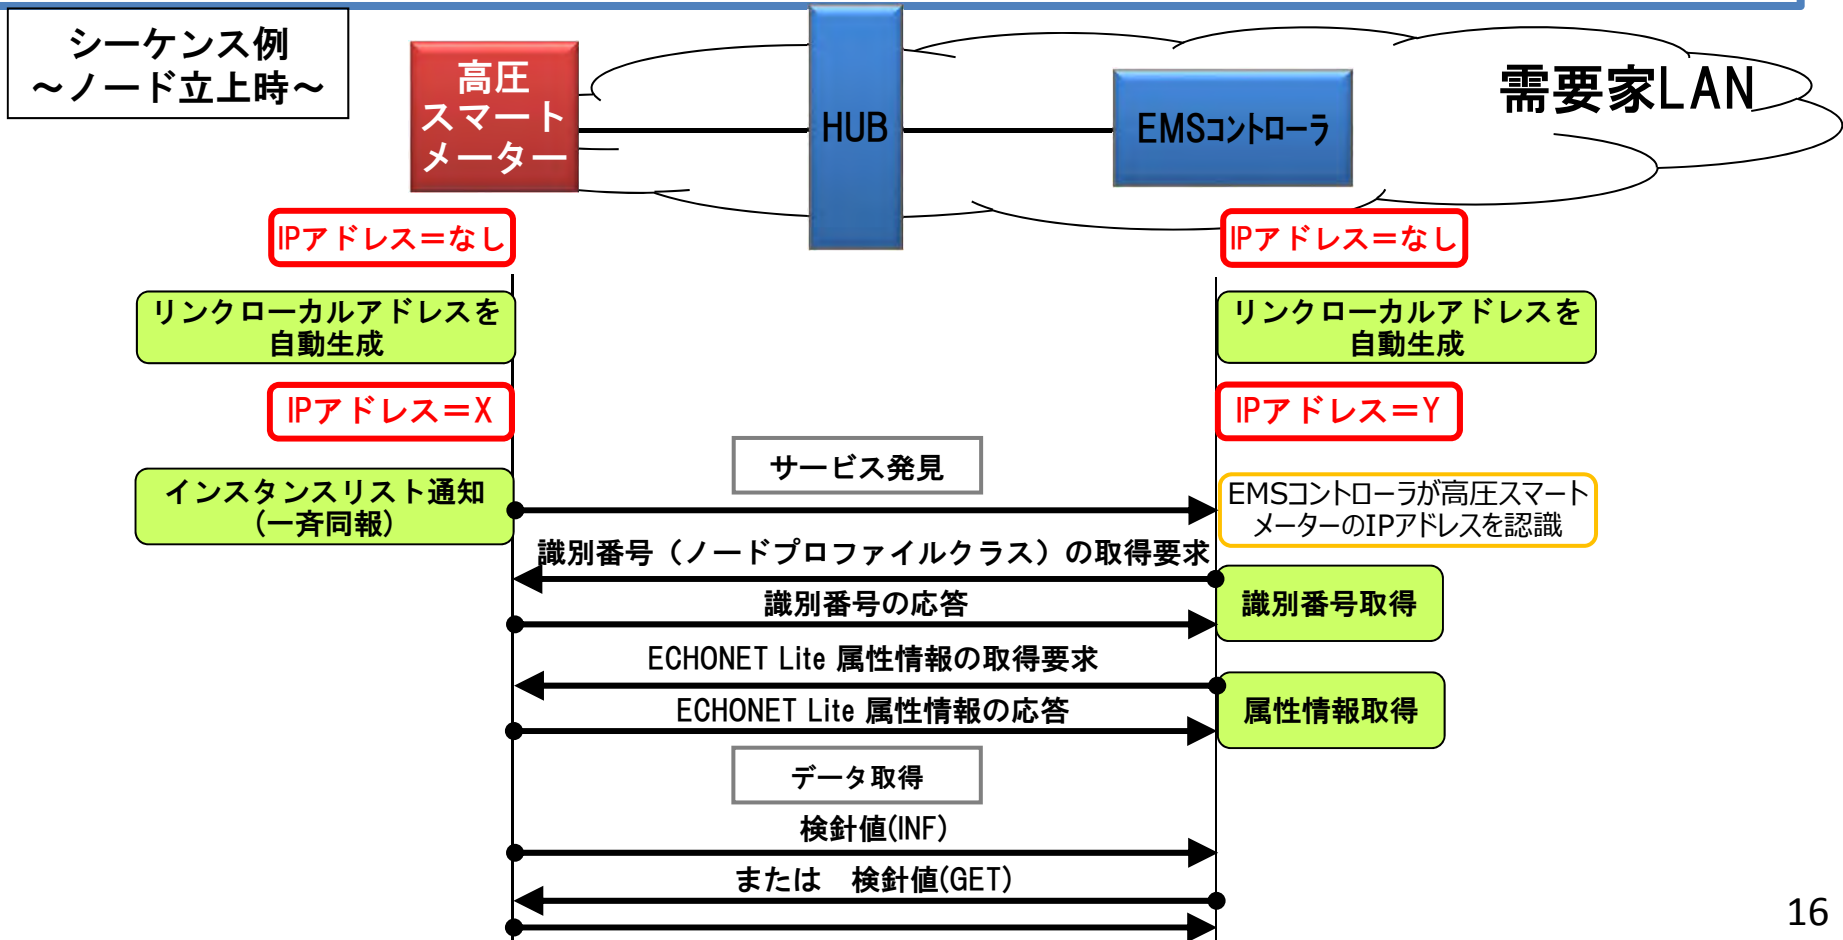 シーケンス例
～ノード立上時～
高圧
スマート
メーター
HUB
EMSコントローラ
需要家LAN
IPアドレス＝なし
IPアドレス＝なし
リンクローカルアドレスを
自動生成
リンクローカルアドレスを
自動生成
IPアドレス＝X
IPアドレス＝Y
サービス発見
インスタンスリスト通知
(一斉同報)
EMSコントローラが高圧スマート
メーターのIPアドレスを認識
識別番号（ノードプロファイルクラス）の取得要求
識別番号の応答
識別番号取得
ECHONET Lite 属性情報の取得要求
ECHONET Lite 属性情報の応答
属性情報取得
データ取得
検針値(INF)
または　検針値(GET)
16